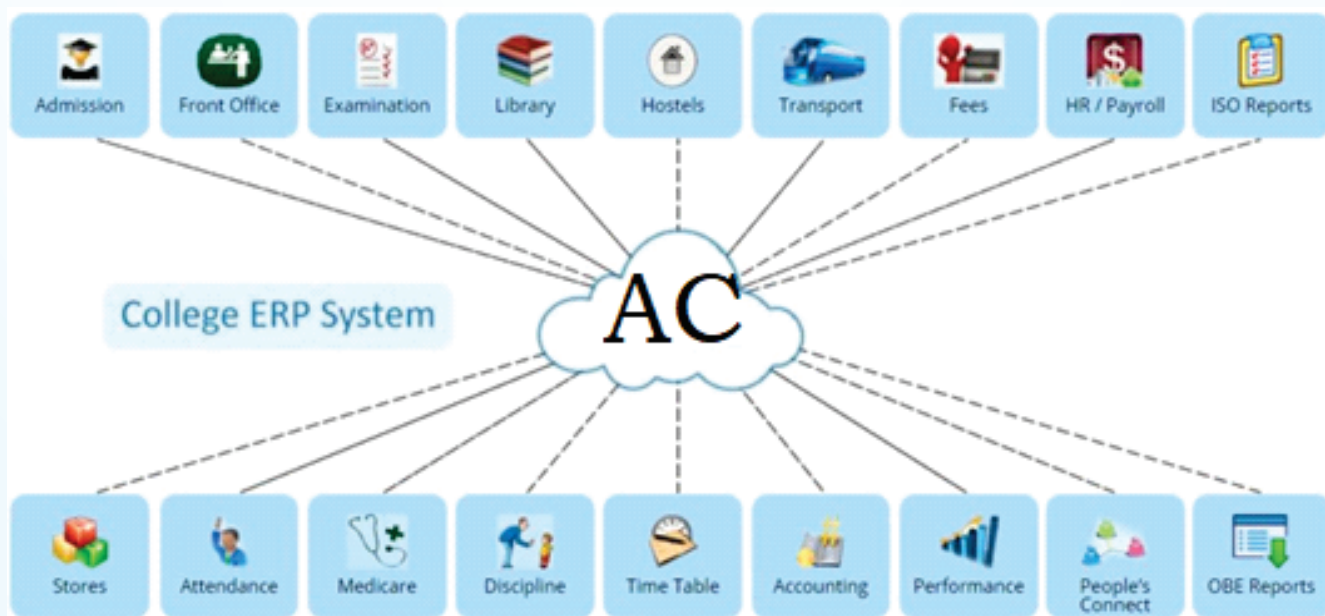 Admission
Front Office
Examination
Library
Hostels
Transport
Fees
HR / Payroll
ISO Reports
AC
College ERP System
Stores
Attendance
Medicare
Discipline
Time Table
Accounting
Performance
People's
Connect
OBE Reports